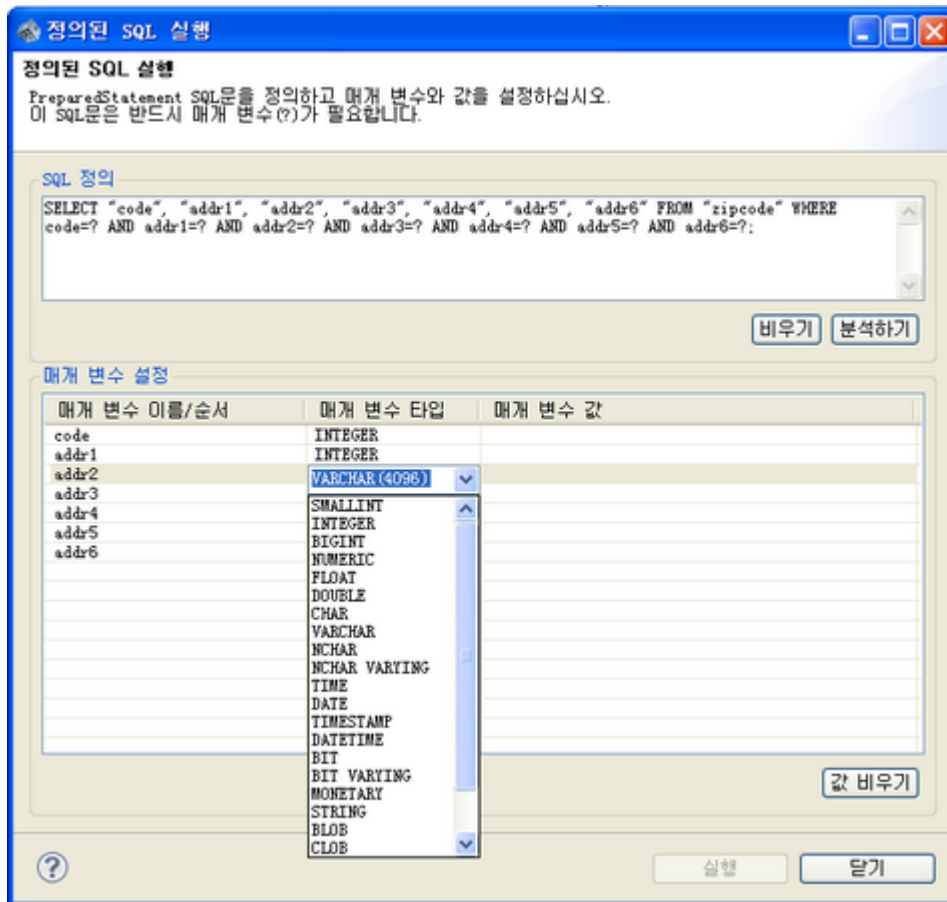 정의된 SQL 실행
정의된 SQL 실행
PreparedStatement SQL문을 정의하고 매개 변수와 값을 설정하십시오.
이 SQL문은 반드시 매개 변수(?)가 필요합니다.
SQL 정의
SELECT "code", "addr1", "addr2", "addr3", "addr4", "addr5", "addr6" FROM "zipcode" WHERE
code=? AND addr1=? AND addr2=? AND addr3=? AND addr4=? AND addr5=? AND addr6=?;
비우기 분석하기
매개 변수 설정
매개 변수 이름/순서 매개 변수 타입 매개 변수 값
code INTEGER
addr1 INTEGER
addr2 VARCHAR(4096)
addr3
addr4
addr5
addr6
SMALLINT
INTEGER
BIGINT
NUMERIC
FLOAT
DOUBLE
CHAR
VARCHAR
NCHAR
NCHAR VARYING
TIME
DATE
TIMESTAMP
DATETIME
BIT
BIT VARYING
MONETARY
STRING
BLOB
CLOB
값 비우기
? 실행 닫기